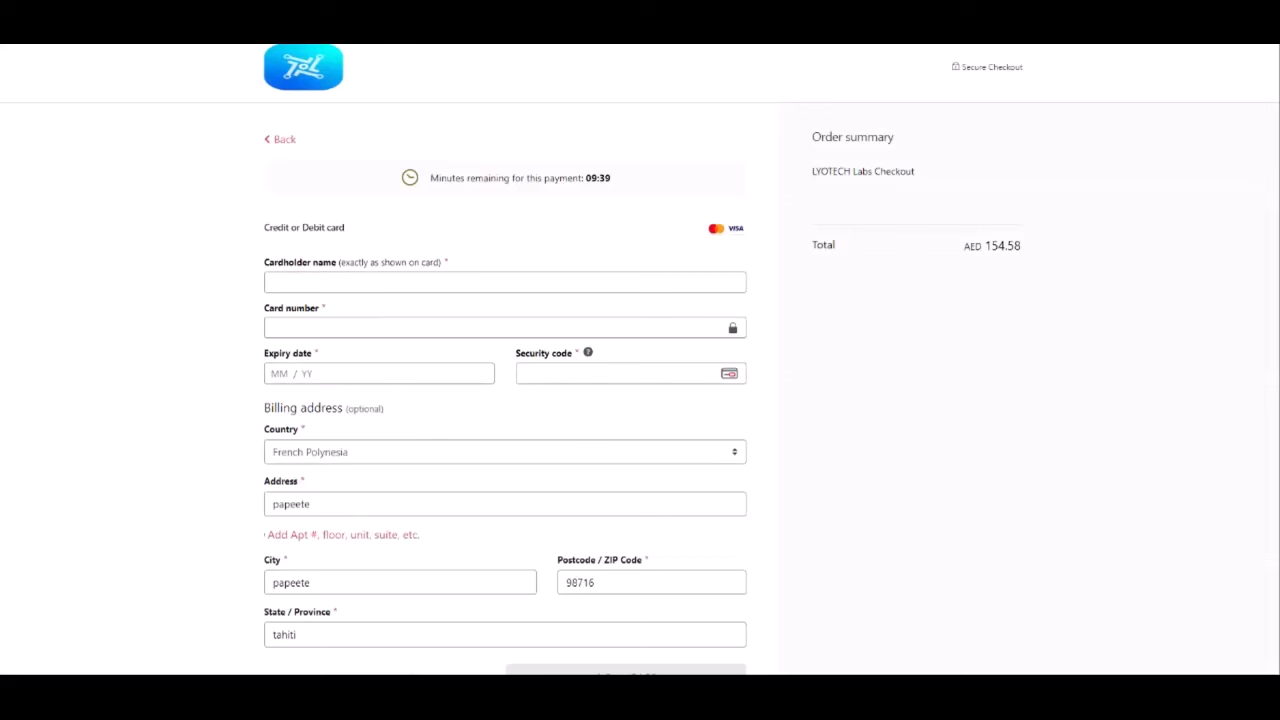 Secure Checkout
Back
Minutes remaining for this payment: 09:39
Credit or Debit card
VISA
Cardholder name (exactly as shown on card) *
Card number *
Expiry date *
Security code * ?
MM / YY
Billing address (optional)
Country *
French Polynesia
Address *
papeete
Add Apt #, floor, unit, suite, etc.
City *
Postcode / ZIP Code *
papeete
98716
State / Province *
tahiti
Order summary
LYOTECH Labs Checkout
Total
AED 154.58